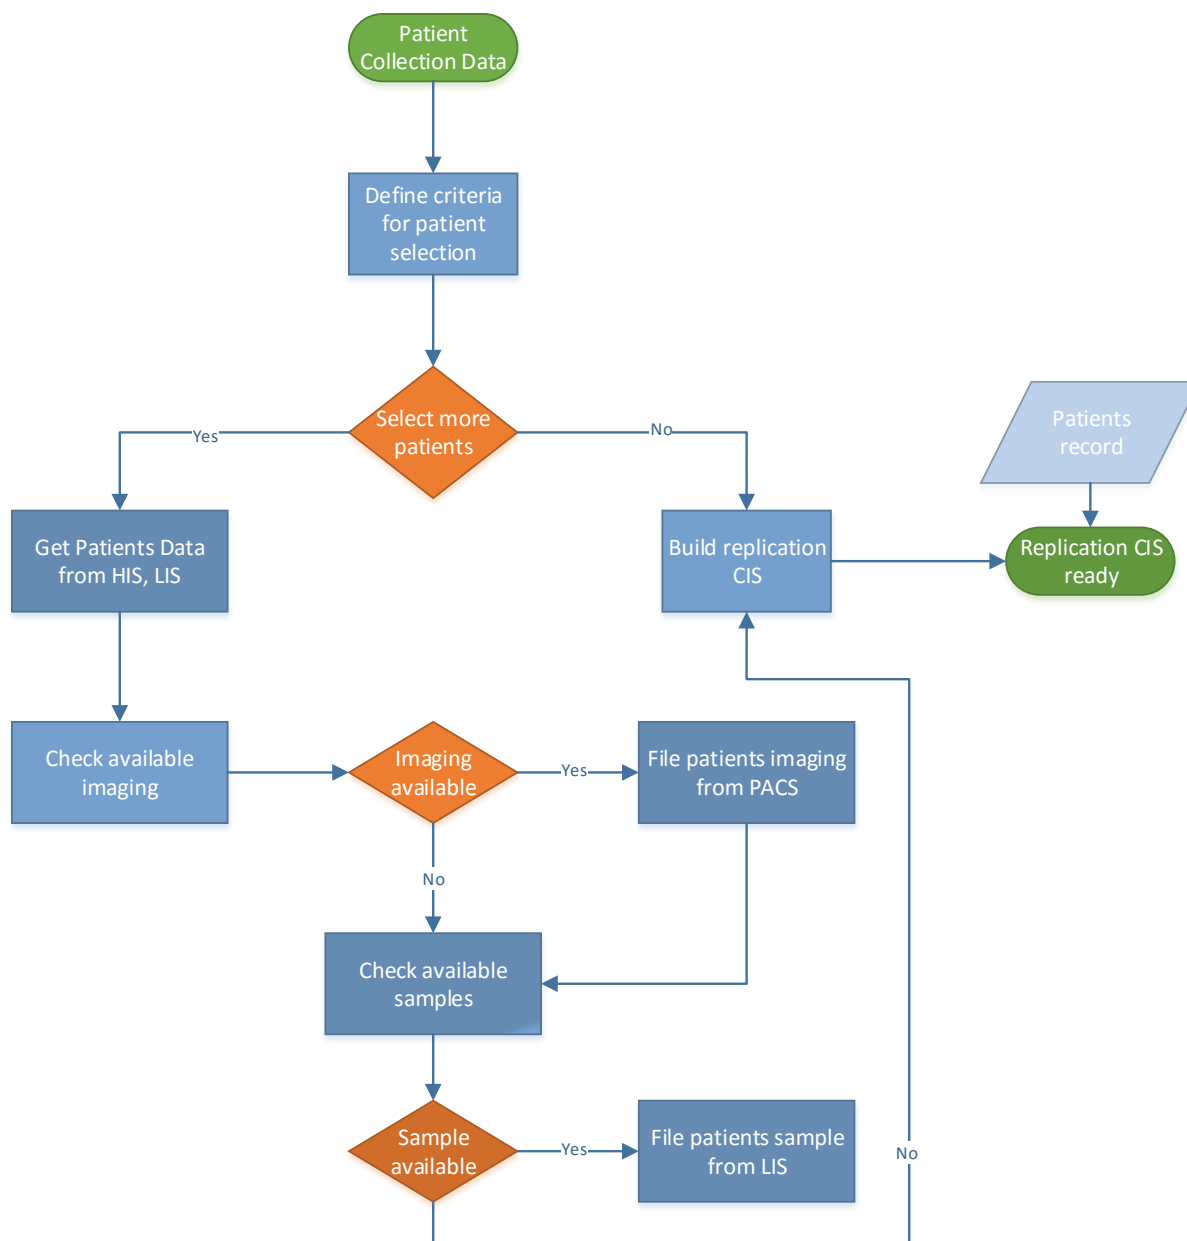 Patient
Collection Data
Define criteria
for patient
selection
Select more
patients
Yes
No
Patients
record
Get Patients Data
from HIS, LIS
Build replication
CIS
Replication CIS
ready
Check available
imaging
Imaging
available
Yes
File patients imaging
from PACS
No
Check available
samples
Sample
available
Yes
File patients sample
from LIS
No